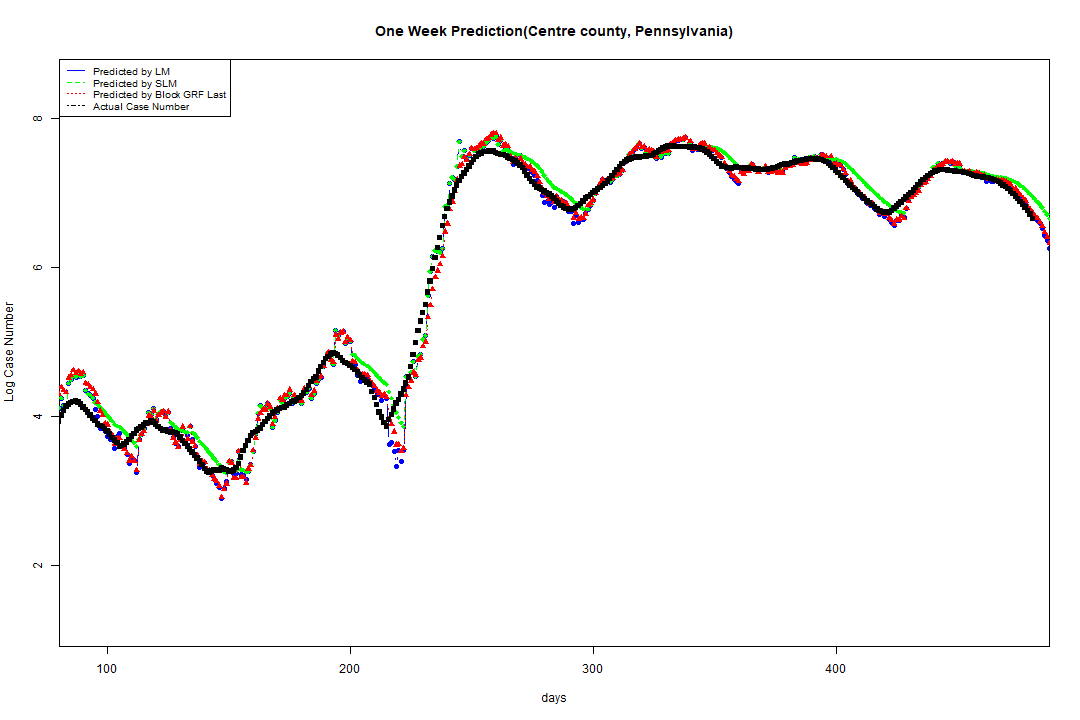 One Week Prediction(Centre county, Pennsylvania)
Predicted by LM
Predicted by SLM
Predicted by Block GRF Last
Actual Case Number
Log Case Number
8
6
4
2
100 200 300 400
days